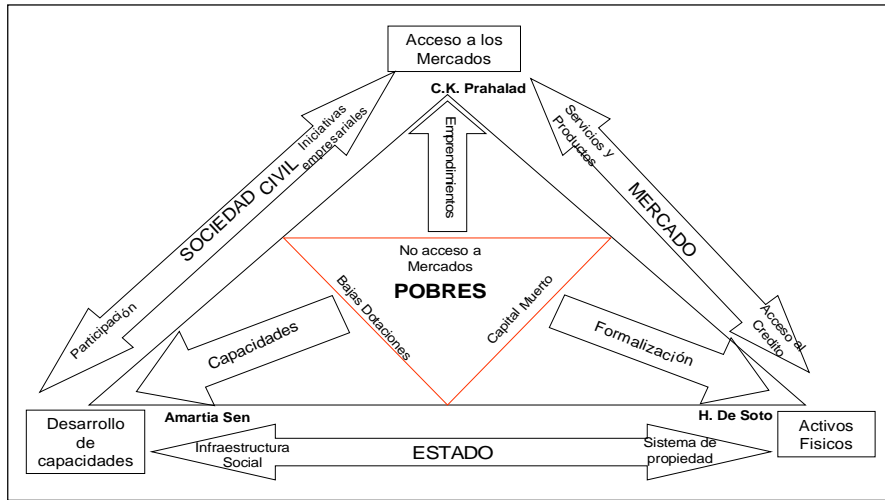 Acceso a los
Mercados
C.K. Prahalad
Iniciativas
empresariales
SOCIEDAD
CIVIL
Participación
Emprendimientos
Servicios y
Productos
MERCADO
Acceso al
Credito
No acceso a
Mercados
POBRES
Bajas Dotaciones
Capital Muerto
Capacidades
Formalización
Amartia Sen
H. De Soto
Desarrollo
de
capacidades
Infraestructura
Social
ESTADO
Sistema de
propiedad
Activos
Fisicos